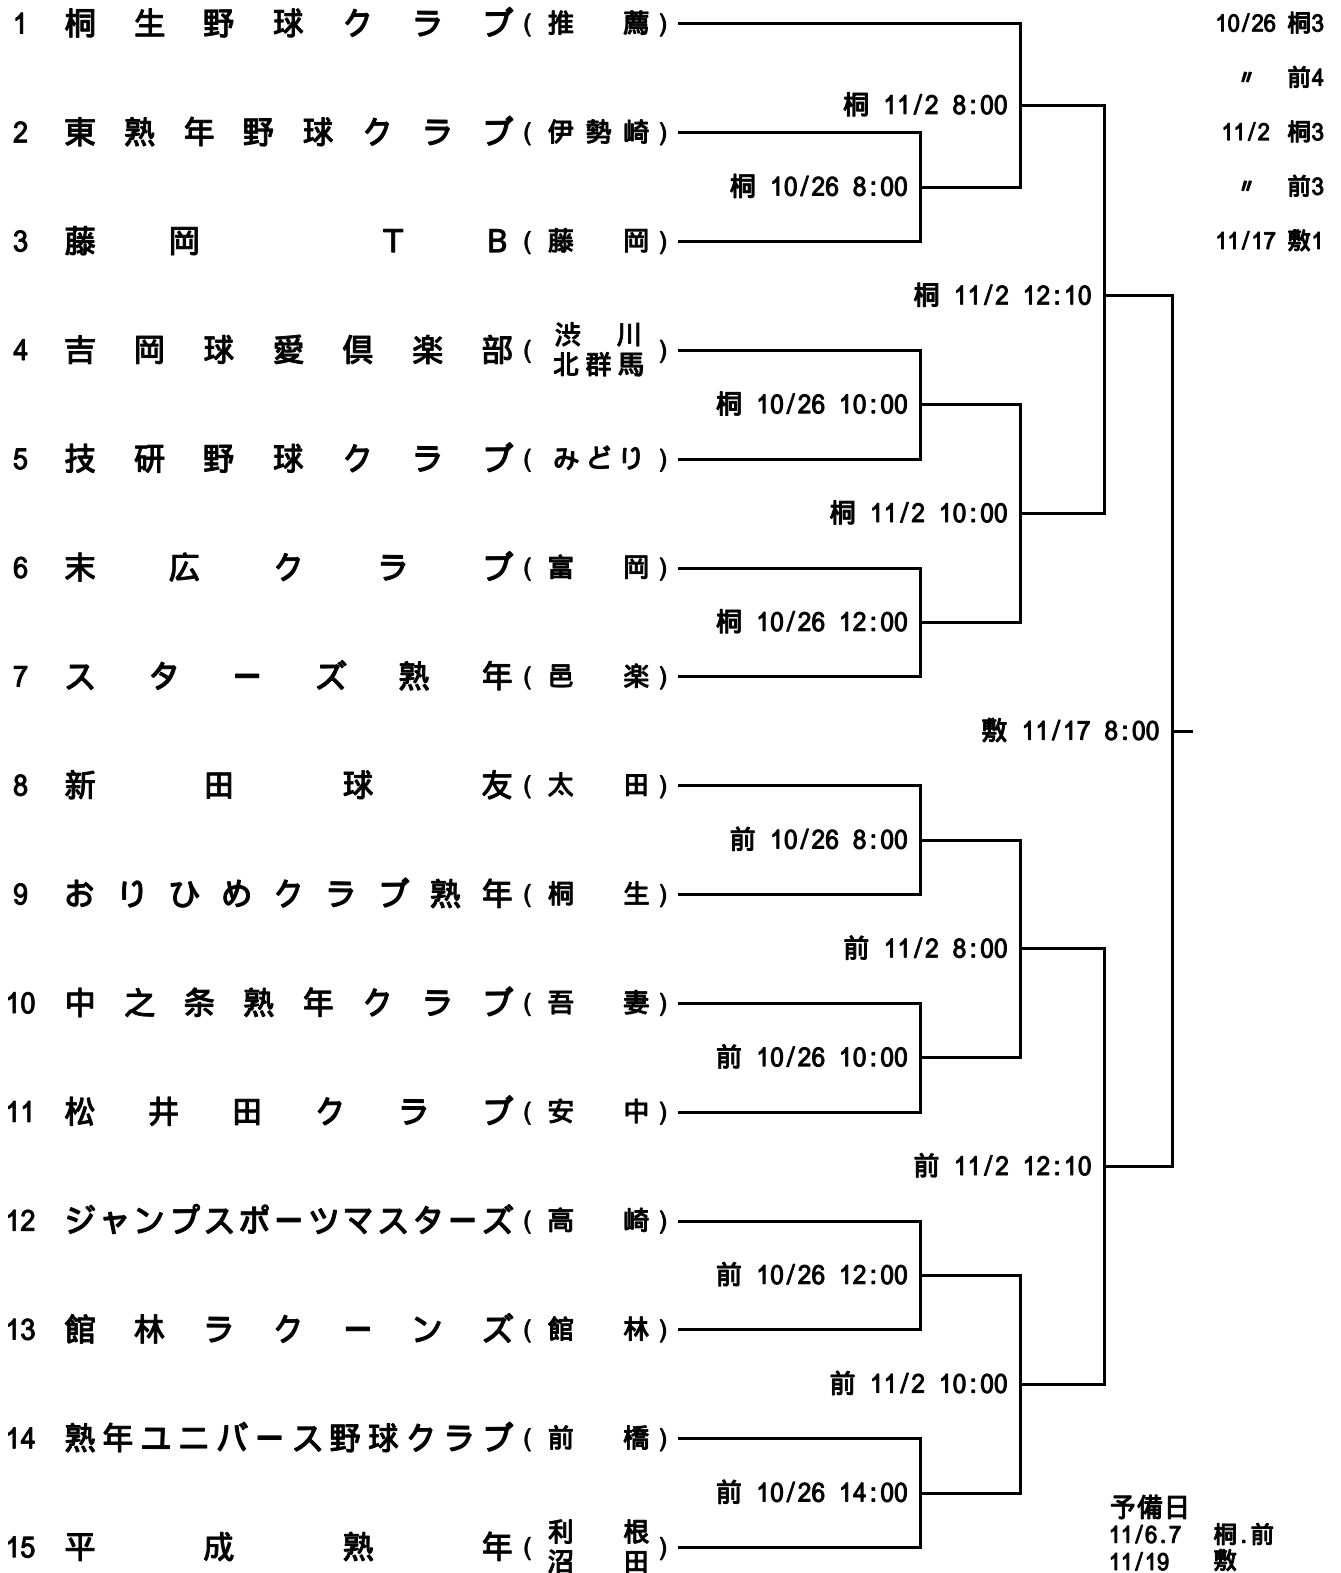 1 桐生野球クラブ(推薦) 10/26 桐3
〃 前4
桐 11/2 8:00
2 東熟年野球クラブ(伊勢崎) 11/2 桐3
桐 10/26 8:00 〃 前3
3 藤岡TB(藤岡) 11/17 敷1
桐 11/2 12:10
4 吉岡球愛倶楽部(渋川北群馬)
桐 10/26 10:00
5 技研野球クラブ(みどり)
桐 11/2 10:00
6 末広クラブ(富岡)
桐 10/26 12:00
7 スターズ熟年(邑楽)
敷 11/17 8:00
8 新田球友(太田)
前 10/26 8:00
9 おりひめクラブ熟年(桐生)
前 11/2 8:00
10 中之条熟年クラブ(吾妻)
前 10/26 10:00
11 松井田クラブ(安中)
前 11/2 12:10
12 ジャンプスポーツマスターズ(高崎)
前 10/26 12:00
13 館林ラクーンズ(館林)
前 11/2 10:00
14 熟年ユニバース野球クラブ(前橋)
前 10/26 14:00
15 平成熟年(利根沼田)
予備日
11/6.7 桐.前
11/19 敷